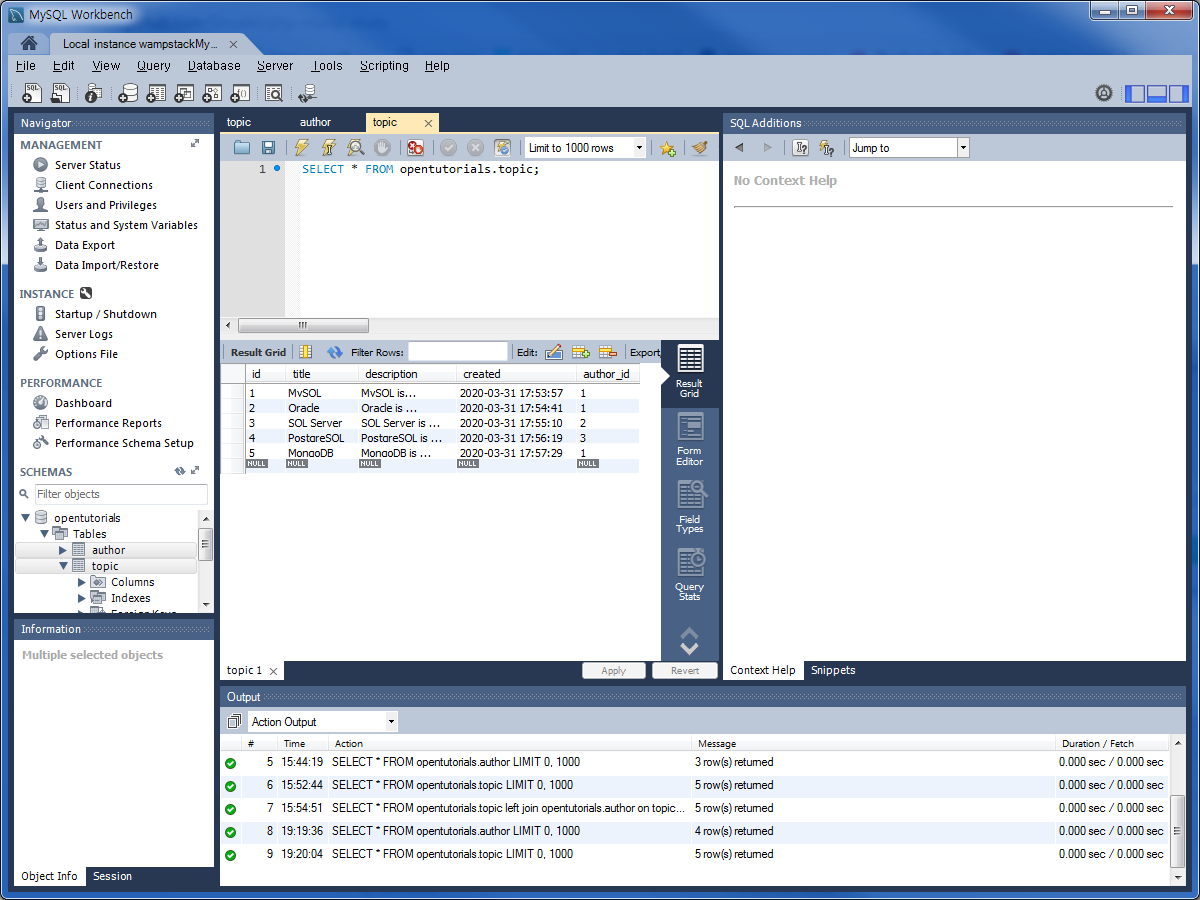 MySQL Workbench
Local instance wampstackMy...
File Edit View Query Database Server Tools Scripting Help
Navigator
MANAGEMENT
Server Status
Client Connections
Users and Privileges
Status and System Variables
Data Export
Data Import/Restore
INSTANCE
Startup / Shutdown
Server Logs
Options File
PERFORMANCE
Dashboard
Performance Reports
Performance Schema Setup
SCHEMAS
Filter objects
opentutorials
Tables
author
topic
Columns
Indexes
Foreign Keys
Information
Multiple selected objects
Object Info Session
topic author topic
Limit to 1000 rows
1 SELECT * FROM opentutorials.topic;
Result Grid Filter Rows: Edit: Export
id title description created author_id
1 MySQL MySQL is... 2020-03-31 17:53:57 1
2 Oracle Oracle is ... 2020-03-31 17:54:41 1
3 SQL Server SQL Server is ... 2020-03-31 17:55:10 2
4 PostgreSQL PostgreSQL is ... 2020-03-31 17:56:19 3
5 MongoDB MongoDB is ... 2020-03-31 17:57:29 1
NULL NULL NULL NULL NULL
Result
Grid
Form
Editor
Field
Types
Query
Stats
topic 1 Apply Revert
SQL Additions
Jump to
No Context Help
Context Help Snippets
Output
Action Output
# Time Action Message Duration / Fetch
5 15:44:19 SELECT * FROM opentutorials.author LIMIT 0, 1000 3 row(s) returned 0.000 sec / 0.000 sec
6 15:52:44 SELECT * FROM opentutorials.topic LIMIT 0, 1000 5 row(s) returned 0.000 sec / 0.000 sec
7 15:54:51 SELECT * FROM opentutorials.topic left join opentutorials.author on topic... 5 row(s) returned 0.000 sec / 0.000 sec
8 19:19:36 SELECT * FROM opentutorials.author LIMIT 0, 1000 4 row(s) returned 0.000 sec / 0.000 sec
9 19:20:04 SELECT * FROM opentutorials.topic LIMIT 0, 1000 5 row(s) returned 0.000 sec / 0.000 sec